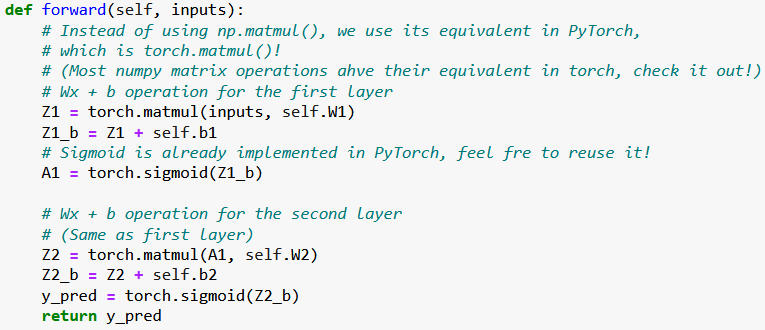 def forward(self, inputs):
# Instead of using np.matmul(), we use its equivalent in PyTorch,
# which is torch.matmul()!
# (Most numpy matrix operations ahve their equivalent in torch, check it out!)
# Wx + b operation for the first layer
Z1 = torch.matmul(inputs, self.W1)
Z1_b = Z1 + self.b1
# Sigmoid is already implemented in PyTorch, feel fre to reuse it!
A1 = torch.sigmoid(Z1_b)
# Wx + b operation for the second layer
# (Same as first layer)
Z2 = torch.matmul(A1, self.W2)
Z2_b = Z2 + self.b2
y_pred = torch.sigmoid(Z2_b)
return y_pred